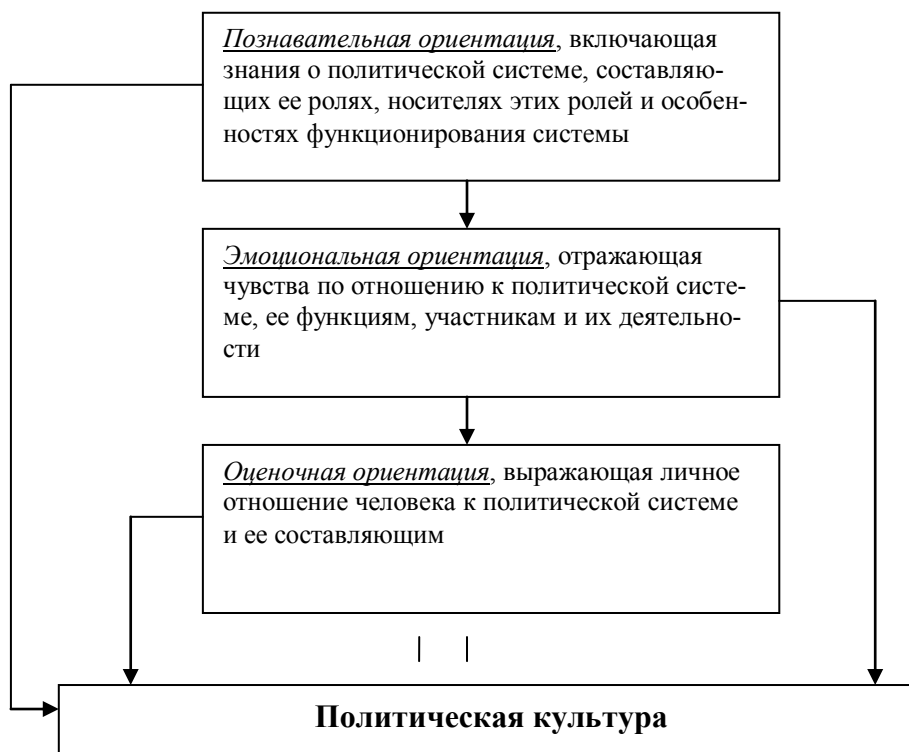 Познавательная ориентация, включающая
знания о политической системе, составляю-
щих ее ролях, носителях этих ролей и особен-
ностях функционирования системы
Эмоциональная ориентация, отражающая
чувства по отношению к политической систе-
ме, ее функциям, участникам и их деятельно-
сти
Оценочная ориентация, выражающая личное
отношение человека к политической системе
и ее составляющим
Политическая культура